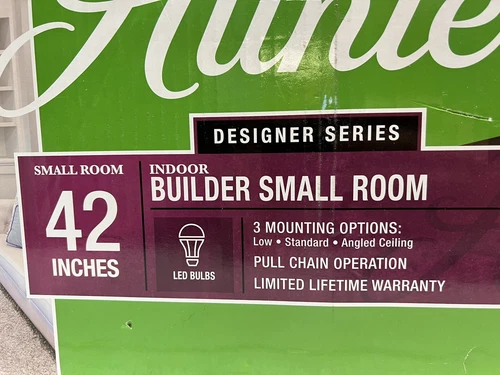 Hunte
DESIGNER SERIES
SMALL ROOM
42
INCHES
INDOOR
BUILDER SMALL ROOM
LED BULBS
3 MOUNTING OPTIONS:
Low • Standard • Angled Ceiling
PULL CHAIN OPERATION
LIMITED LIFETIME WARRANTY